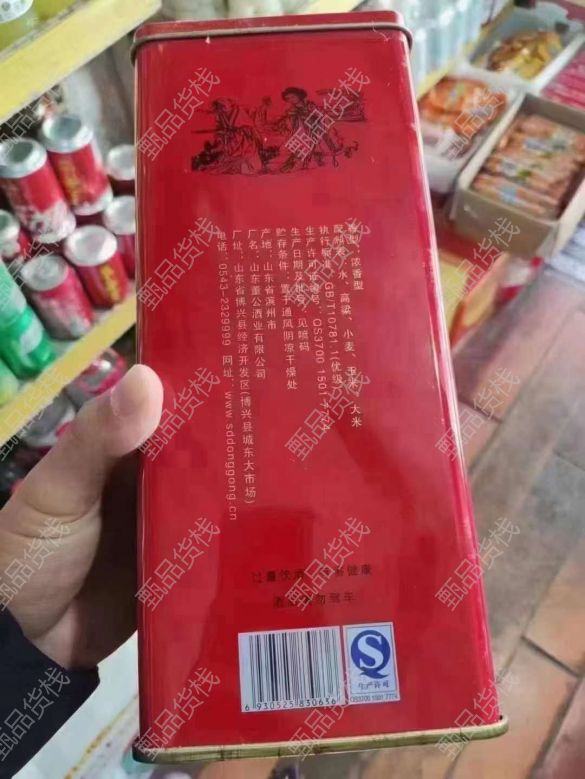 香型：浓香型
配料表：水、高粱、小麦、玉米、大米
执行标准：GB/T10781.1(优级)
生产许可证编号：QS3700 1501 7774
生产日期及批号：见喷码
贮存条件：置于通风阴凉干燥处
产地：山东省滨州市
厂名：山东董公酒业有限公司
厂址：山东省博兴县经济开发区(博兴县城东大市场)
电话：0543-2329999 网址：www.sddonggong.cn
过量饮酒 有害健康
酒后请勿驾车
6930525830636
QS
生产许可
QS3700 1501 7774
甄品货栈